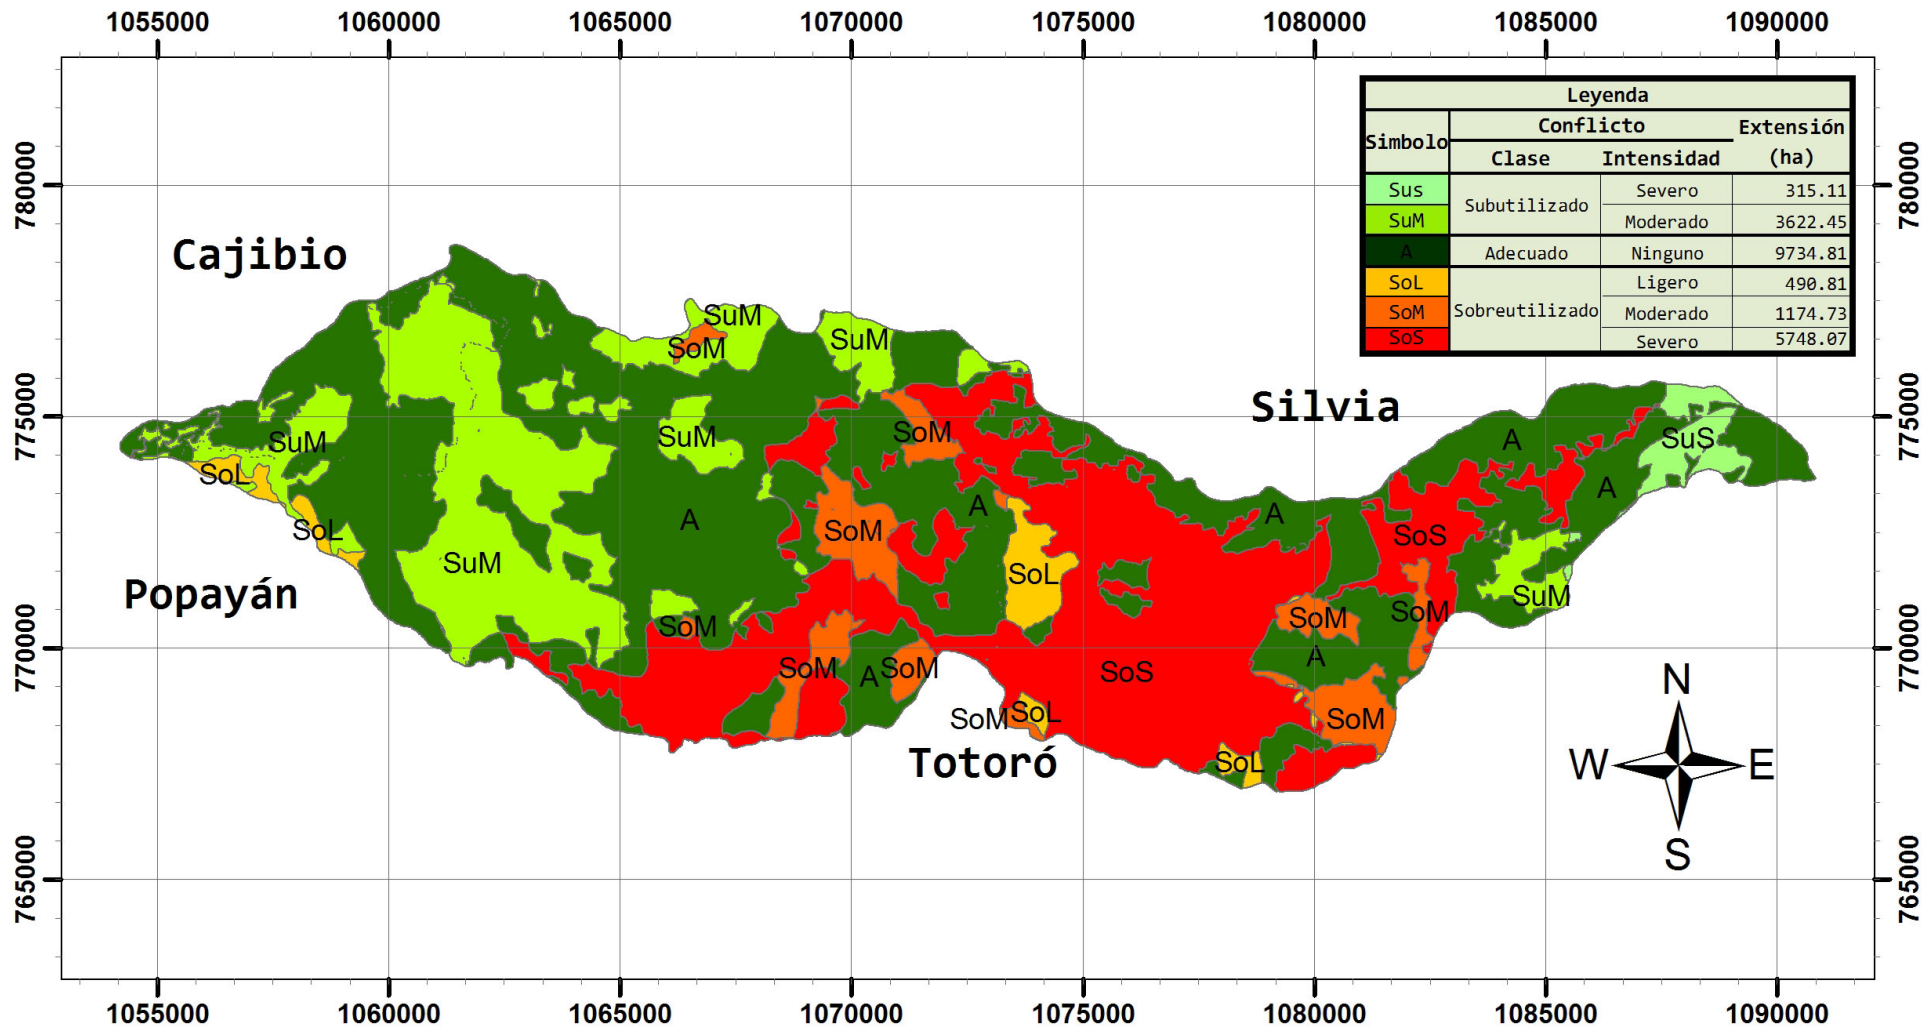 1055000 1060000 1065000 1070000 1075000 1080000 1085000 1090000
Leyenda
Simbolo Conflicto Extensión (ha)
Clase Intensidad
Sus Subutilizado Severo 315.11
SuM Moderado 3622.45
A Adecuado Ninguno 9734.81
SoL Sobreutilizado Ligero 490.81
SoM Moderado 1174.73
SoS Severo 5748.07
780000 780000
Cajibio
SuM
SuM
SoM
Silvia
775000 775000
SuM
SuM
SoM
A
SuS
SoL
A
A
A
A
SoL
SoM
SoS
SuM
SoL
Popayán
SuM
SoM
SoM
SoM
770000 770000
SoM
A
SoM
SoS
A
N
SoM
SoL
SoM
Totoró
SoL
W E
S
765000 765000
1055000 1060000 1065000 1070000 1075000 1080000 1085000 1090000